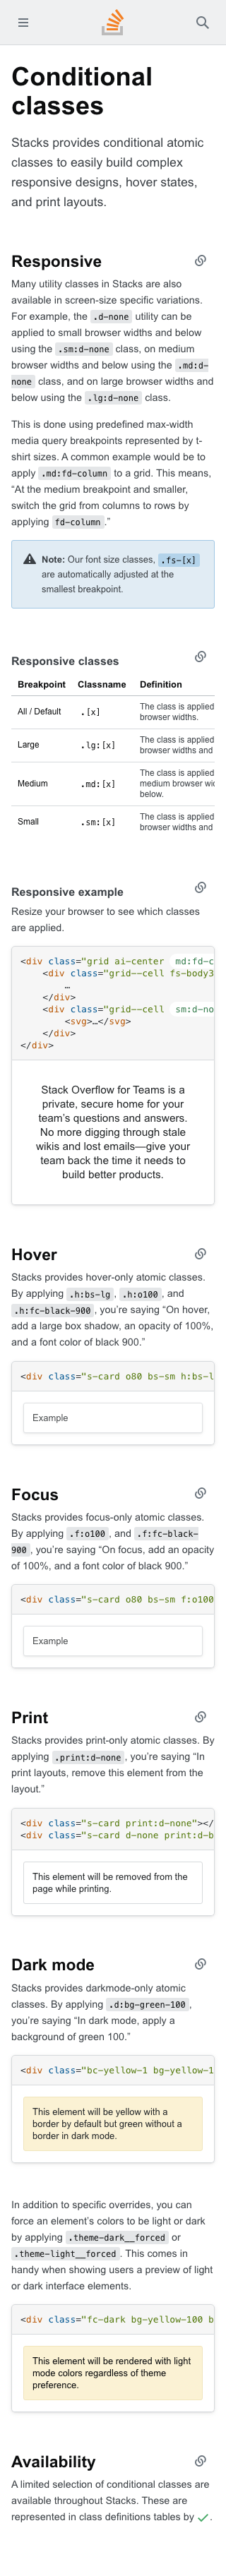 Conditional
classes
Stacks provides conditional atomic
classes to easily build complex
responsive designs, hover states,
and print layouts.
Responsive
Many utility classes in Stacks are also
available in screen-size specific variations.
For example, the .d-none utility can be
applied to small browser widths and below
using the .sm:d-none class, on medium
browser widths and below using the .md:d-
none class, and on large browser widths and
below using the .lg:d-none class.
This is done using predefined max-width
media query breakpoints represented by t-
shirt sizes. A common example would be to
apply .md:fd-column to a grid. This means,
“At the medium breakpoint and smaller,
switch the grid from columns to rows by
applying fd-column.”
Note: Our font size classes, .fs-[x]
are automatically adjusted at the
smallest breakpoint.
Responsive classes
Breakpoint Classname Definition
All / Default .[x] The class is applied
browser widths.
Large .lg:[x] The class is applied
browser widths and
Medium .md:[x] The class is applied
medium browser wi
below.
Small .sm:[x] The class is applied
browser widths and
Responsive example
Resize your browser to see which classes
are applied.
<div class="grid ai-center md:fd-c
<div class="grid--cell fs-body3
…
</div>
<div class="grid--cell sm:d-no
<svg>…</svg>
</div>
</div>
Stack Overflow for Teams is a
private, secure home for your
team’s questions and answers.
No more digging through stale
wikis and lost emails—give your
team back the time it needs to
build better products.
Hover
Stacks provides hover-only atomic classes.
By applying .h:bs-lg, .h:o100, and
.h:fc-black-900, you’re saying “On hover,
add a large box shadow, an opacity of 100%,
and a font color of black 900.”
<div class="s-card o80 bs-sm h:bs-l
Example
Focus
Stacks provides focus-only atomic classes.
By applying .f:o100, and .f:fc-black-
900, you’re saying “On focus, add an opacity
of 100%, and a font color of black 900.”
<div class="s-card o80 bs-sm f:o100
Example
Print
Stacks provides print-only atomic classes. By
applying .print:d-none, you’re saying “In
print layouts, remove this element from the
layout.”
<div class="s-card print:d-none"></
<div class="s-card d-none print:d-b
This element will be removed from the
page while printing.
Dark mode
Stacks provides darkmode-only atomic
classes. By applying .d:bg-green-100,
you’re saying “In dark mode, apply a
background of green 100.”
<div class="bc-yellow-1 bg-yellow-1
This element will be yellow with a
border by default but green without a
border in dark mode.
In addition to specific overrides, you can
force an element’s colors to be light or dark
by applying .theme-dark__forced or
.theme-light__forced. This comes in
handy when showing users a preview of light
or dark interface elements.
<div class="fc-dark bg-yellow-100 b
This element will be rendered with light
mode colors regardless of theme
preference.
Availability
A limited selection of conditional classes are
available throughout Stacks. These are
represented in class definitions tables by ✓.